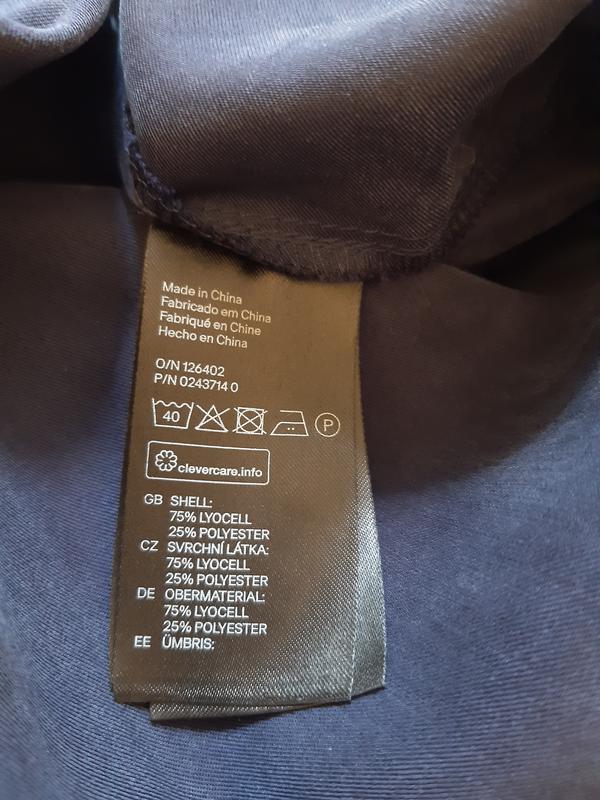 Made in China
Fabricado em China
Fabriqué en Chine
Hecho en China
O/N 126402
P/N 0243714 0
40 P
clevercare.info
GB SHELL:
75% LYOCELL
25% POLYESTER
CZ SVRCHNÍ LÁTKA:
75% LYOCELL
25% POLYESTER
DE OBERMATERIAL:
75% LYOCELL
25% POLYESTER
EE ÜMBRIS: